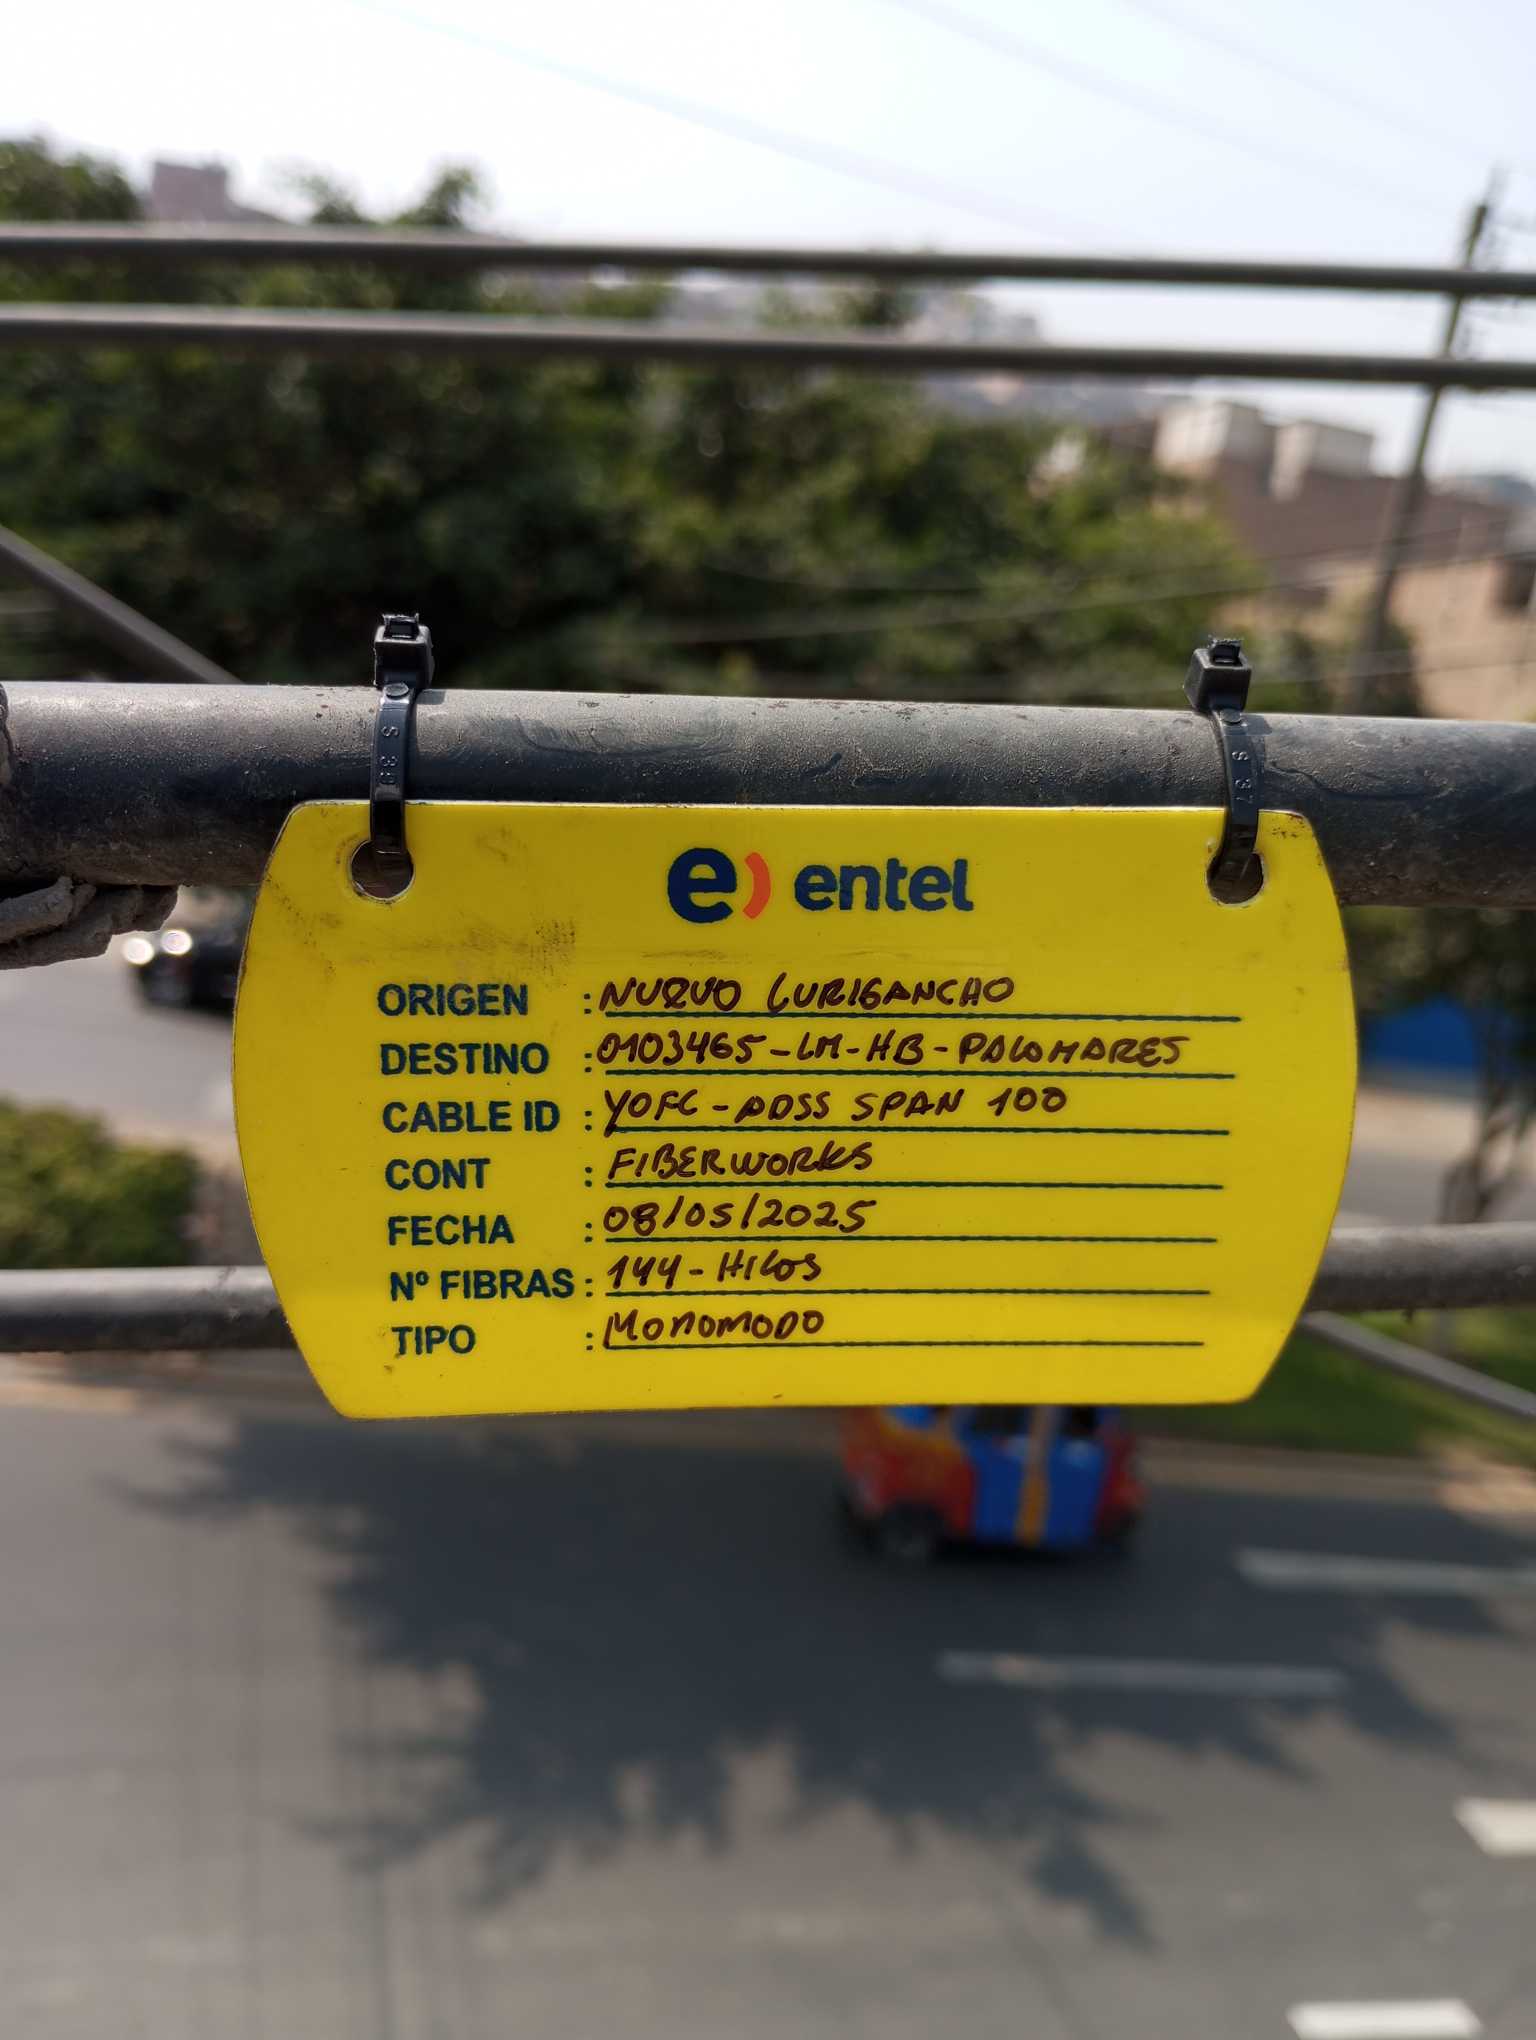 e) entel
ORIGEN : NUEVO LURIGANCHO
DESTINO : 0103465-LM-HB-PALOMARES
CABLE ID : YOFC-ADSS SPAN 100
CONT : FIBERWORKS
FECHA : 08/05/2025
Nº FIBRAS : 144-HILOS
TIPO : MONOMODO